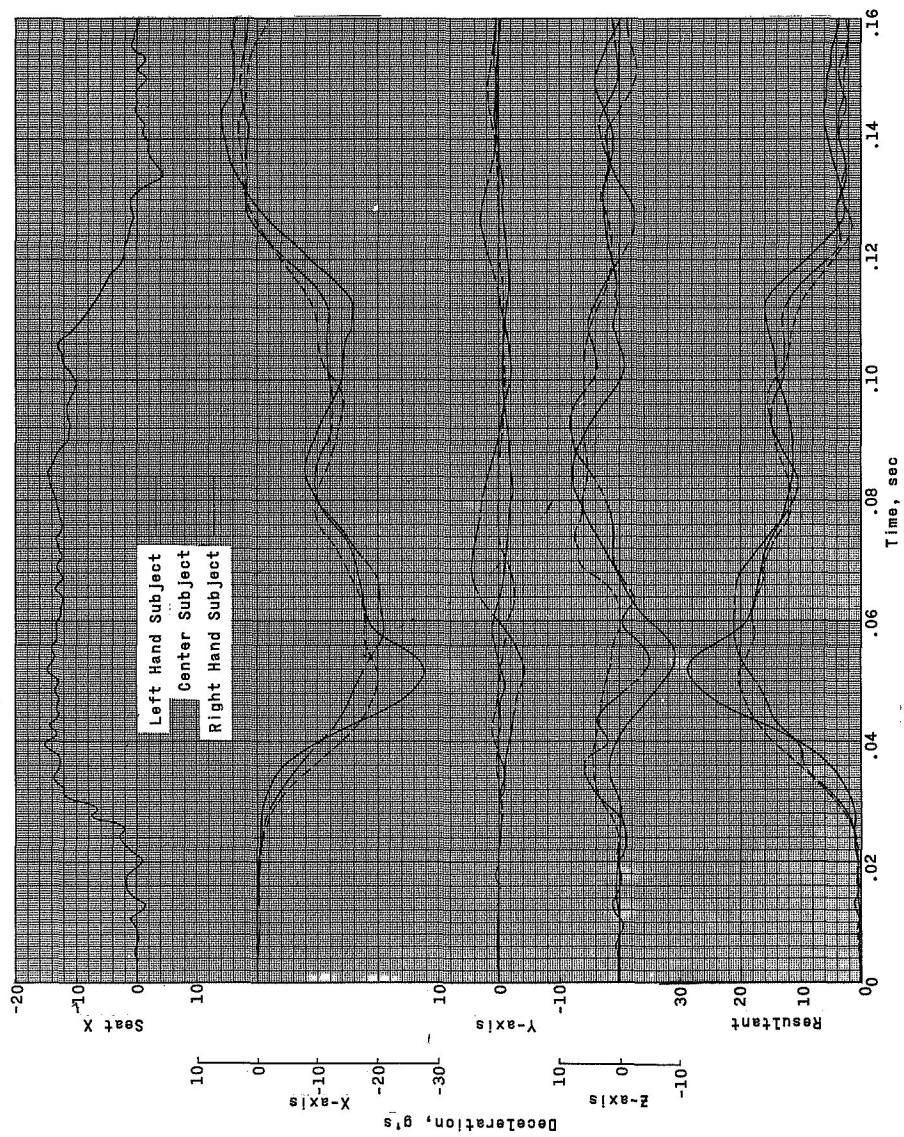 -20
-1
0
10
Seat X
10
0
-10
-20
-30
X-axis
Deceleration, g's
10
0
-10
Y-axis
10
0
-10
Z-axis
30
20
10
0
Resultant
Left Hand Subject
Center Subject
Right Hand Subject
0
.02
.04
.06
.08
.10
.12
.14
.16
Time, sec